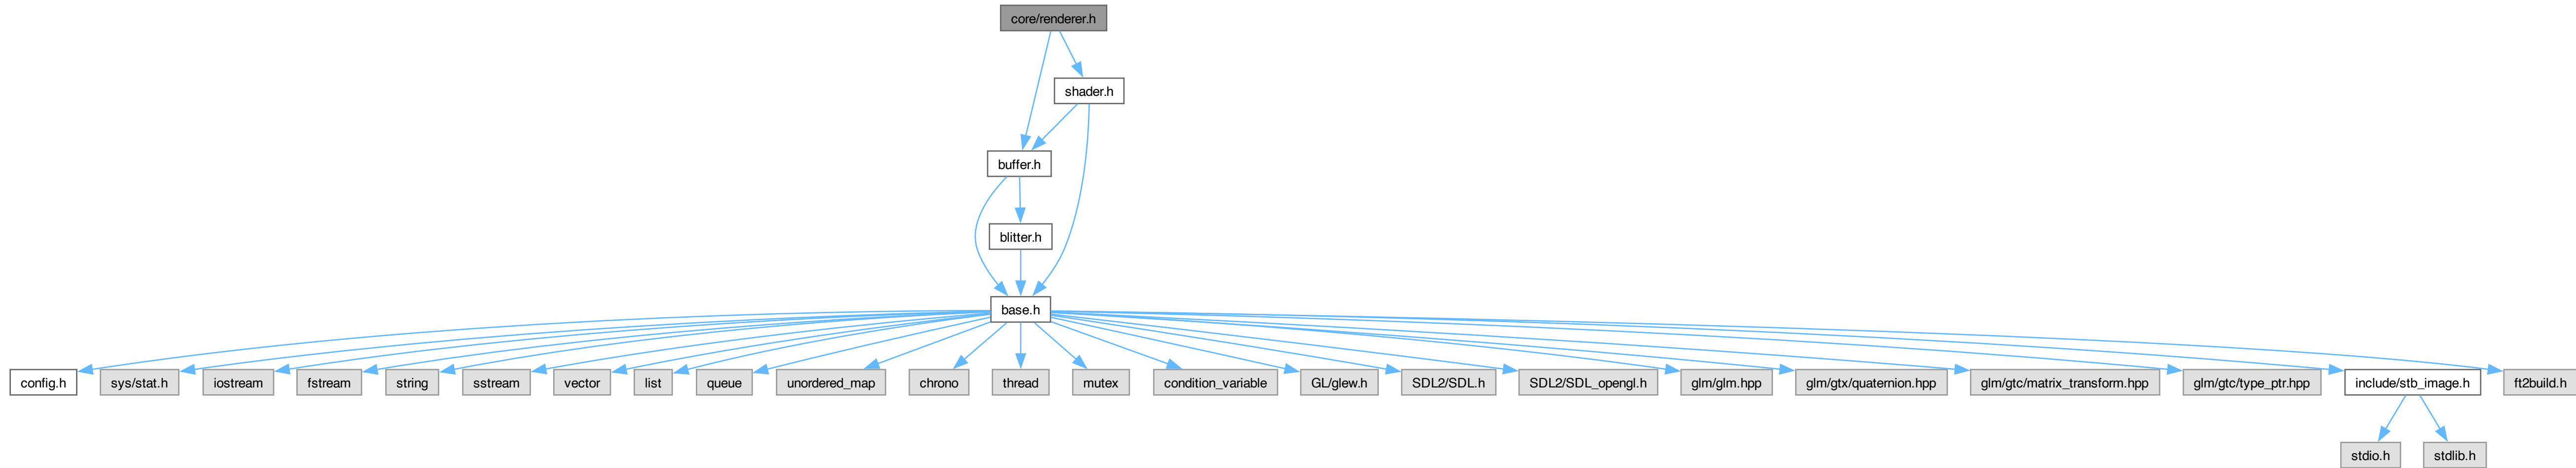 core/renderer.h
shader.h
buffer.h
blitter.h
base.h
config.h
sys/stat.h
iostream
fstream
string
sstream
vector
list
queue
unordered_map
chrono
thread
mutex
condition_variable
GL/glew.h
SDL2/SDL.h
SDL2/SDL_opengl.h
glm/glm.hpp
glm/gtx/quaternion.hpp
glm/gtc/matrix_transform.hpp
glm/gtc/type_ptr.hpp
include/stb_image.h
ft2build.h
stdio.h
stdlib.h